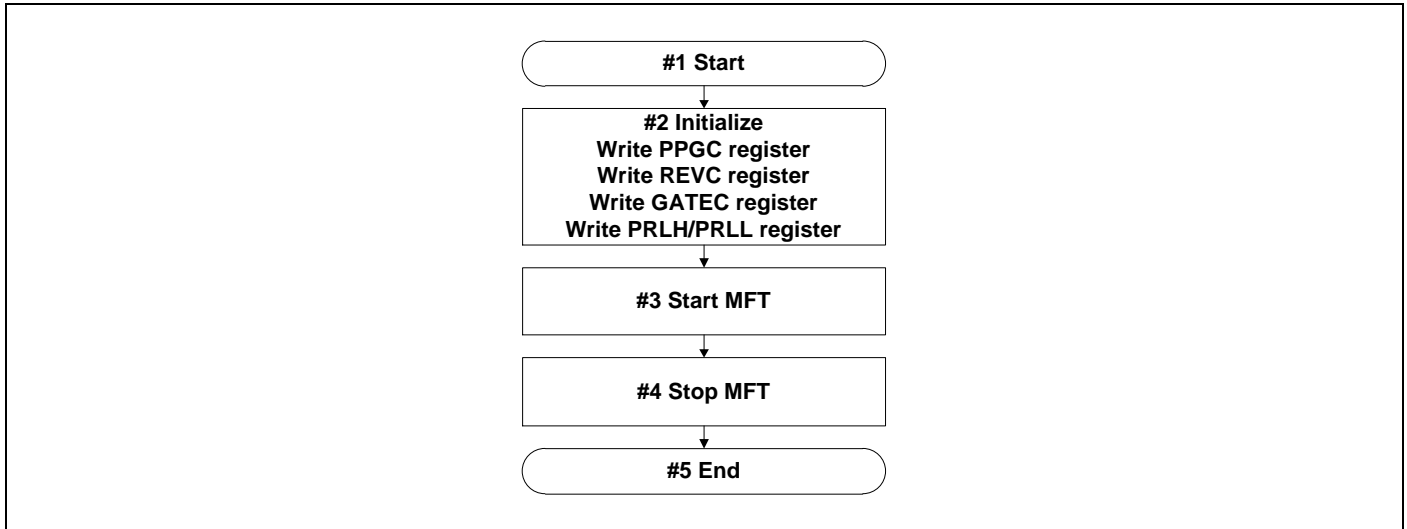 #1 Start
#2 Initialize
Write PPGC register
Write REVC register
Write GATEC register
Write PRLH/PRLL register
#3 Start MFT
#4 Stop MFT
#5 End